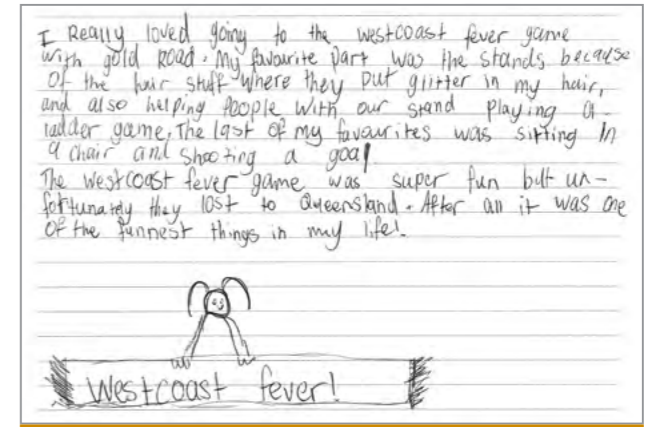 I Really loved going to the westcoast fever game
with gold Road. My favourite part was the stands because
of the hair stuff where they put glitter in my hair,
and also helping people with our stand playing a
ladder game, The last of my favourites was sitting in
a chair and shooting a goal
The westcoast fever game was super fun but un-
fortunately they lost to Queensland. After all it was one
of the funnest things in my life!.
Westcoast fever!